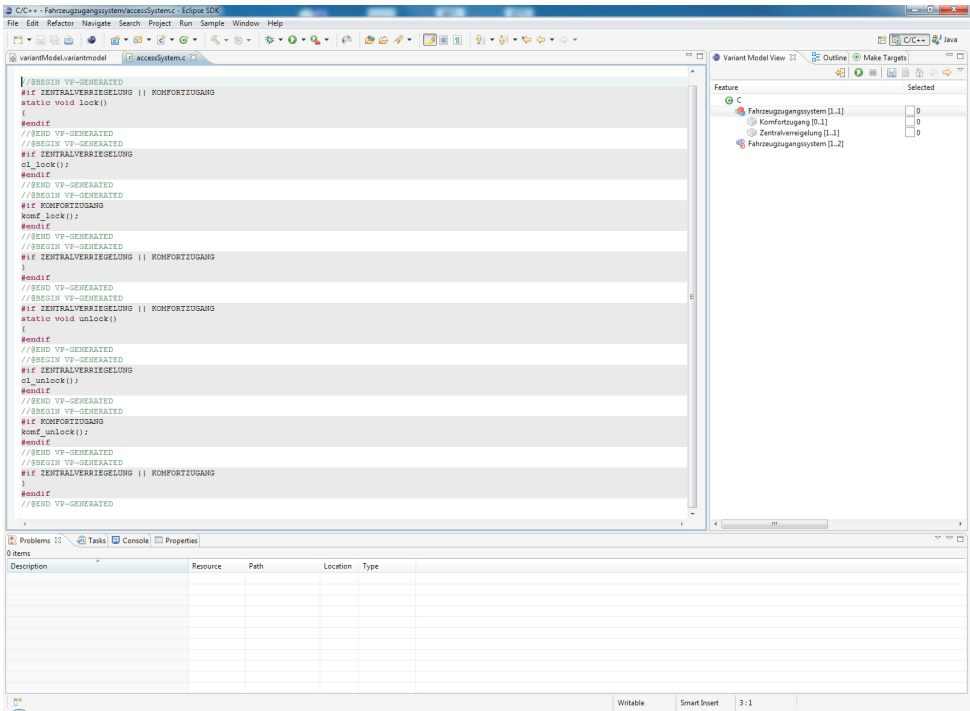 C/C++ - Fahrzeugzugangssystem/accessSystem.c - Eclipse SDK
File Edit Refactor Navigate Search Project Run Sample Window Help
C/C++ Java
variantModel.variantmodel accessSystem.c
//@BEGIN VP-GENERATED
#if ZENTRALVERRIEGELUNG || KOMFORTZUGANG
static void lock()
{
#endif
//@END VP-GENERATED
//@BEGIN VP-GENERATED
#if ZENTRALVERRIEGELUNG
cl_lock();
#endif
//@END VP-GENERATED
//@BEGIN VP-GENERATED
#if KOMFORTZUGANG
komf_lock();
#endif
//@END VP-GENERATED
//@BEGIN VP-GENERATED
#if ZENTRALVERRIEGELUNG || KOMFORTZUGANG
}
#endif
//@END VP-GENERATED
//@BEGIN VP-GENERATED
#if ZENTRALVERRIEGELUNG || KOMFORTZUGANG
static void unlock()
{
#endif
//@END VP-GENERATED
//@BEGIN VP-GENERATED
#if ZENTRALVERRIEGELUNG
cl_unlock();
#endif
//@END VP-GENERATED
//@BEGIN VP-GENERATED
#if KOMFORTZUGANG
komf_unlock();
#endif
//@END VP-GENERATED
//@BEGIN VP-GENERATED
#if ZENTRALVERRIEGELUNG || KOMFORTZUGANG
}
#endif
//@END VP-GENERATED
Variant Model View Outline Make Targets
Feature Selected
C
Fahrzeugzugangssystem [1..1] 0
Komfortzugang [0..1] 0
Zentralverreigelung [1..1] 0
Fahrzeugzugangssystem [1..2]
Problems Tasks Console Properties
0 items
Description Resource Path Location Type
Writable Smart Insert 3 : 1